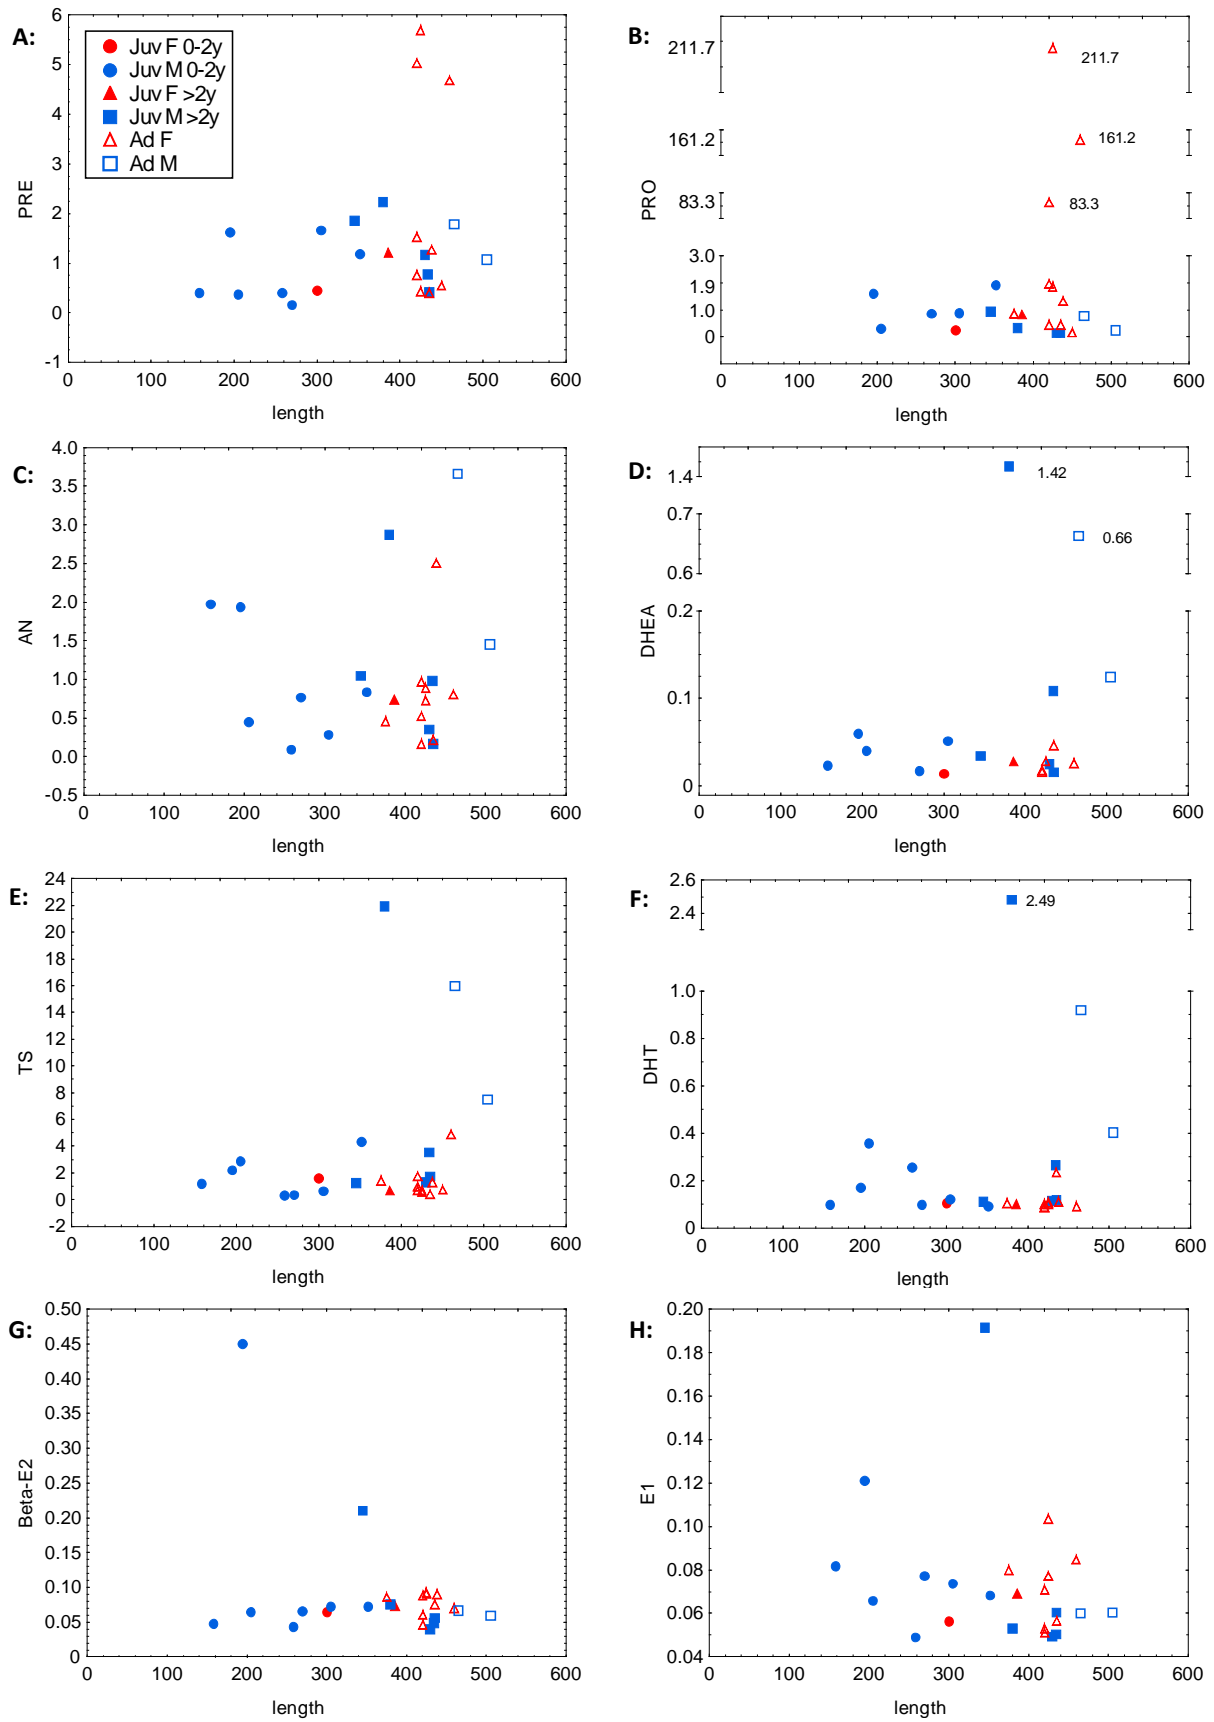 A:
6
5
4
3
2
1
0
-1
PRE
Juv F 0-2y
Juv M 0-2y
Juv F >2y
Juv M >2y
Ad F
Ad M
0 100 200 300 400 500 600
length
B:
211.7
161.2
83.3
3.0
1.9
1.0
0
PRO
211.7
161.2
83.3
0 100 200 300 400 500 600
length
C:
4.0
3.5
3.0
2.5
2.0
1.5
1.0
0.5
0.0
-0.5
AN
0 100 200 300 400 500 600
length
D:
1.4
0.7
0.6
0.2
0.1
0
DHEA
1.42
0.66
0 100 200 300 400 500 600
length
E:
24
22
20
18
16
14
12
10
8
6
4
2
0
-2
TS
0 100 200 300 400 500 600
length
F:
2.6
2.4
1.0
0.8
0.6
0.4
0.2
0
DHT
2.49
0 100 200 300 400 500 600
length
G:
0.50
0.45
0.40
0.35
0.30
0.25
0.20
0.15
0.10
0.05
0
Beta-E2
0 100 200 300 400 500 600
length
H:
0.20
0.18
0.16
0.14
0.12
0.10
0.08
0.06
0.04
E1
0 100 200 300 400 500 600
length